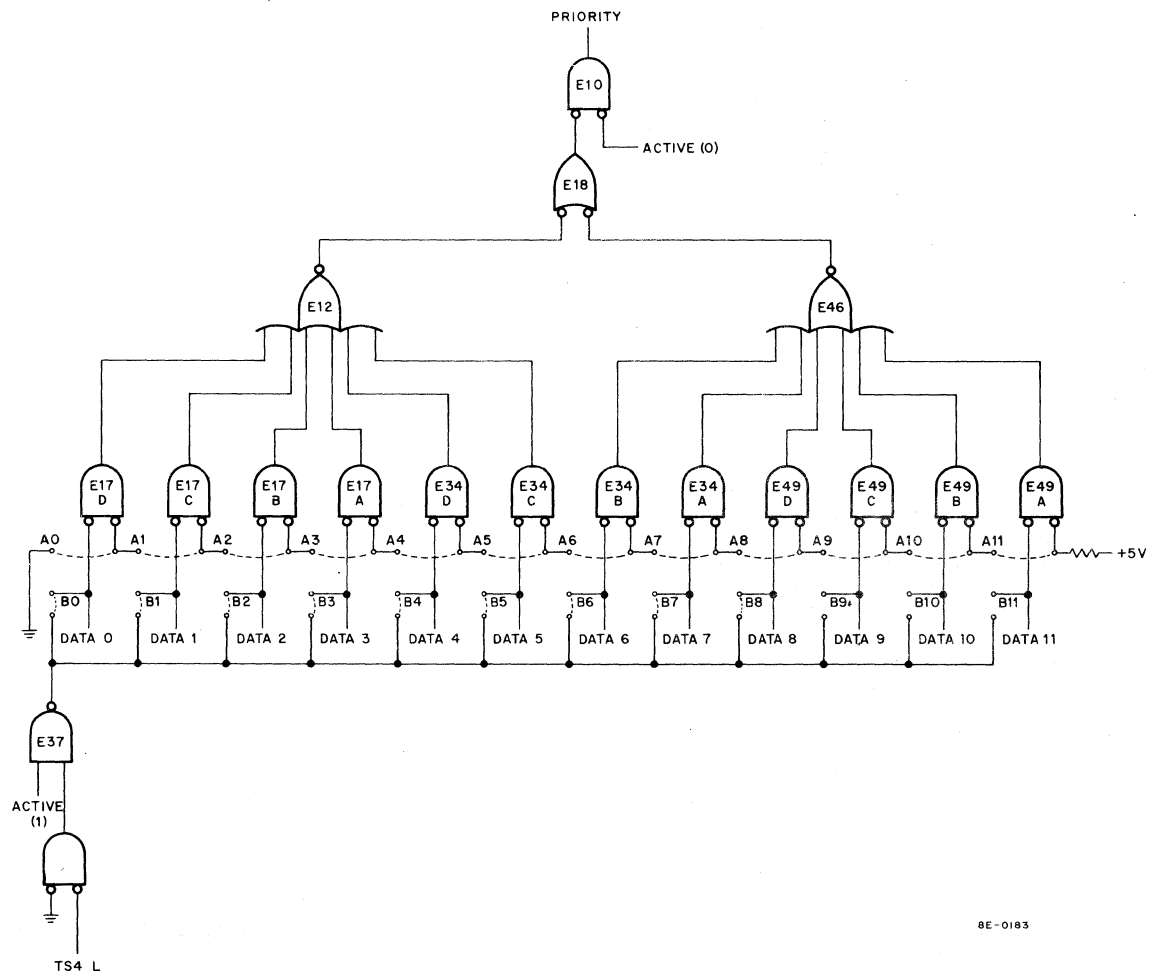 PRIORITY
E10
ACTIVE (0)
E18
E12
E46
E17 D
E17 C
E17 B
E17 A
E34 D
E34 C
E34 B
E34 A
E49 D
E49 C
E49 B
E49 A
A0
A1
A2
A3
A4
A5
A6
A7
A8
A9
A10
A11
+5V
B0
B1
B2
B3
B4
B5
B6
B7
B8
B9
B10
B11
DATA 0
DATA 1
DATA 2
DATA 3
DATA 4
DATA 5
DATA 6
DATA 7
DATA 8
DATA 9
DATA 10
DATA 11
E37
ACTIVE
(1)
8E-0183
TS4 L